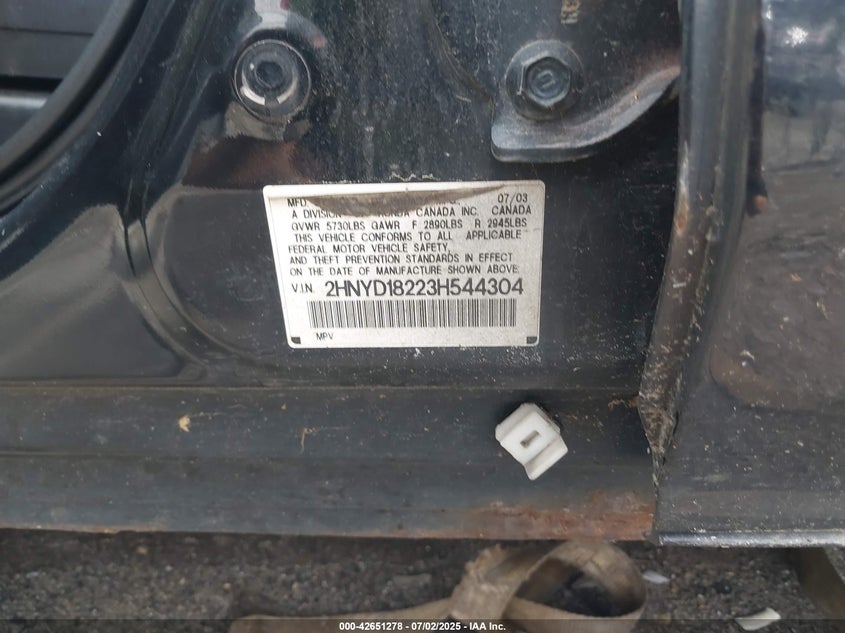 MFD. 07/03
A DIVISION HONDA CANADA INC. CANADA
GVWR 5730LBS GAWR F 2890LBS R 2945LBS
THIS VEHICLE CONFORMS TO ALL APPLICABLE
FEDERAL MOTOR VEHICLE SAFETY,
AND THEFT PREVENTION STANDARDS IN EFFECT
ON THE DATE OF MANUFACTURE SHOWN ABOVE.
V.I.N. 2HNYD18223H544304
MPV
000-42651278 - 07/02/2025 - IAA Inc.